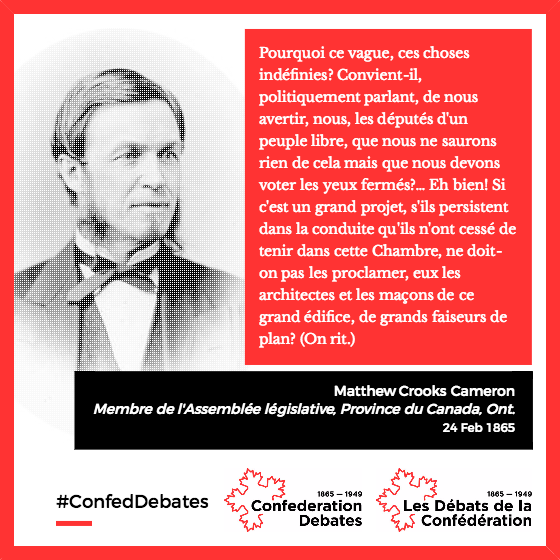 Pourquoi ce vague, ces choses
indéfinies? Convient-il,
politiquement parlant, de nous
avertir, nous, les députés d'un
peuple libre, que nous ne saurons
rien de cela mais que nous devons
voter les yeux fermés?... Eh bien! Si
c'est un grand projet, s'ils persistent
dans la conduite qu'ils n'ont cessé de
tenir dans cette Chambre, ne doit-
on pas les proclamer, eux les
architectes et les maçons de ce
grand édifice, de grands faiseurs de
plan? (On rit.)
Matthew Crooks Cameron
Membre de l'Assemblée législative, Province du Canada, Ont.
24 Feb 1865
#ConfedDebates
1865 — 1949
Confederation
Debates
1865 — 1949
Les Débats de la
Confédération